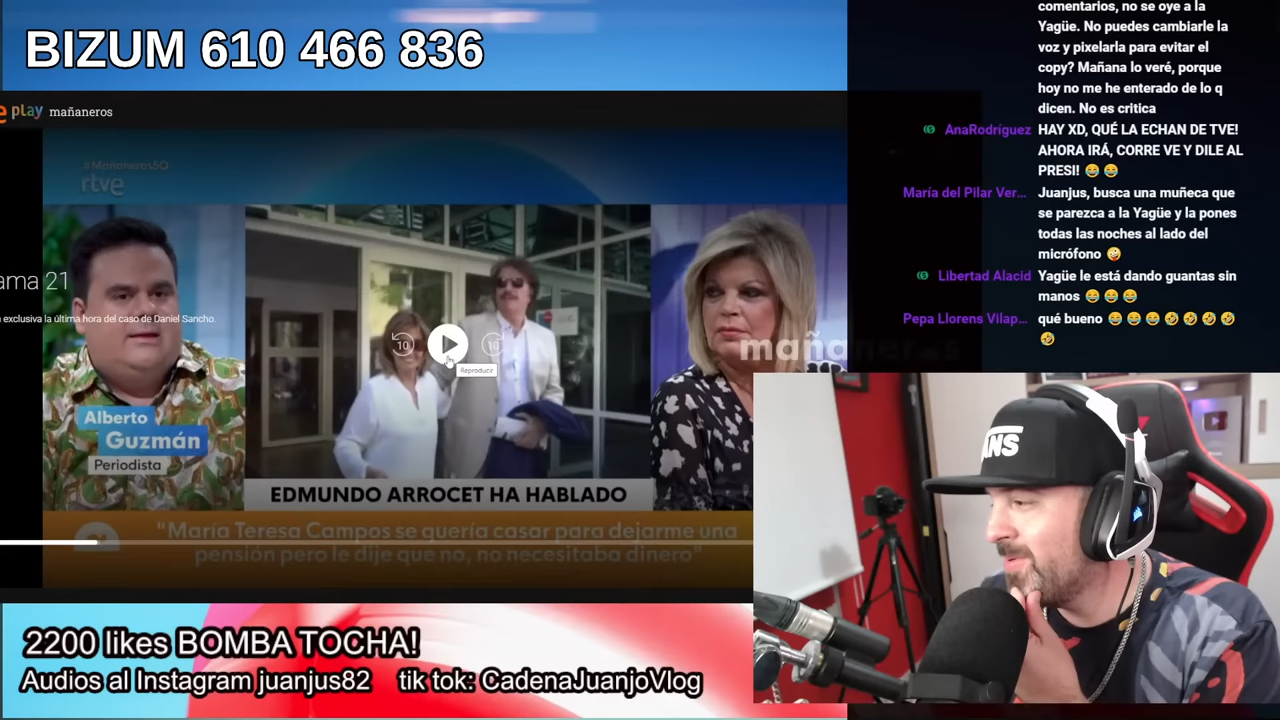 BIZUM 610 466 836
e play mañaneros
#Mañaneros50
rtve
ama 21
exclusiva la última hora del caso de Daniel Sancho.
10
10
Reproducir
mañaneros
Alberto
Guzmán
Periodista
EDMUNDO ARROCET HA HABLADO
"María Teresa Campos se quería casar para dejarme una
pensión pero le dije que no, no necesitaba dinero"
2200 likes BOMBA TOCHA!
Audios al Instagram juanjus82 tik tok: CadenaJuanjoVlog
comentarios, no se oye a la
Yagüe. No puedes cambiarle la
voz y pixelarla para evitar el
copy? Mañana lo veré, porque
hoy no me he enterado de lo q
dicen. No es critica
AnaRodríguez HAY XD, QUÉ LA ECHAN DE TVE!
AHORA IRÁ, CORRE VE Y DILE AL
PRESI! 😂 😂
María del Pilar Ver... Juanjus, busca una muñeca que
se parezca a la Yagüe y la pones
todas las noches al lado del
micrófono 🤪
Libertad Alacid Yagüe le está dando guantas sin
manos 😂 😂 😂
Pepa Llorens Vilap... qué bueno 😂 😂 😂 🤣 🤣 🤣 🤣
🤣
ANS